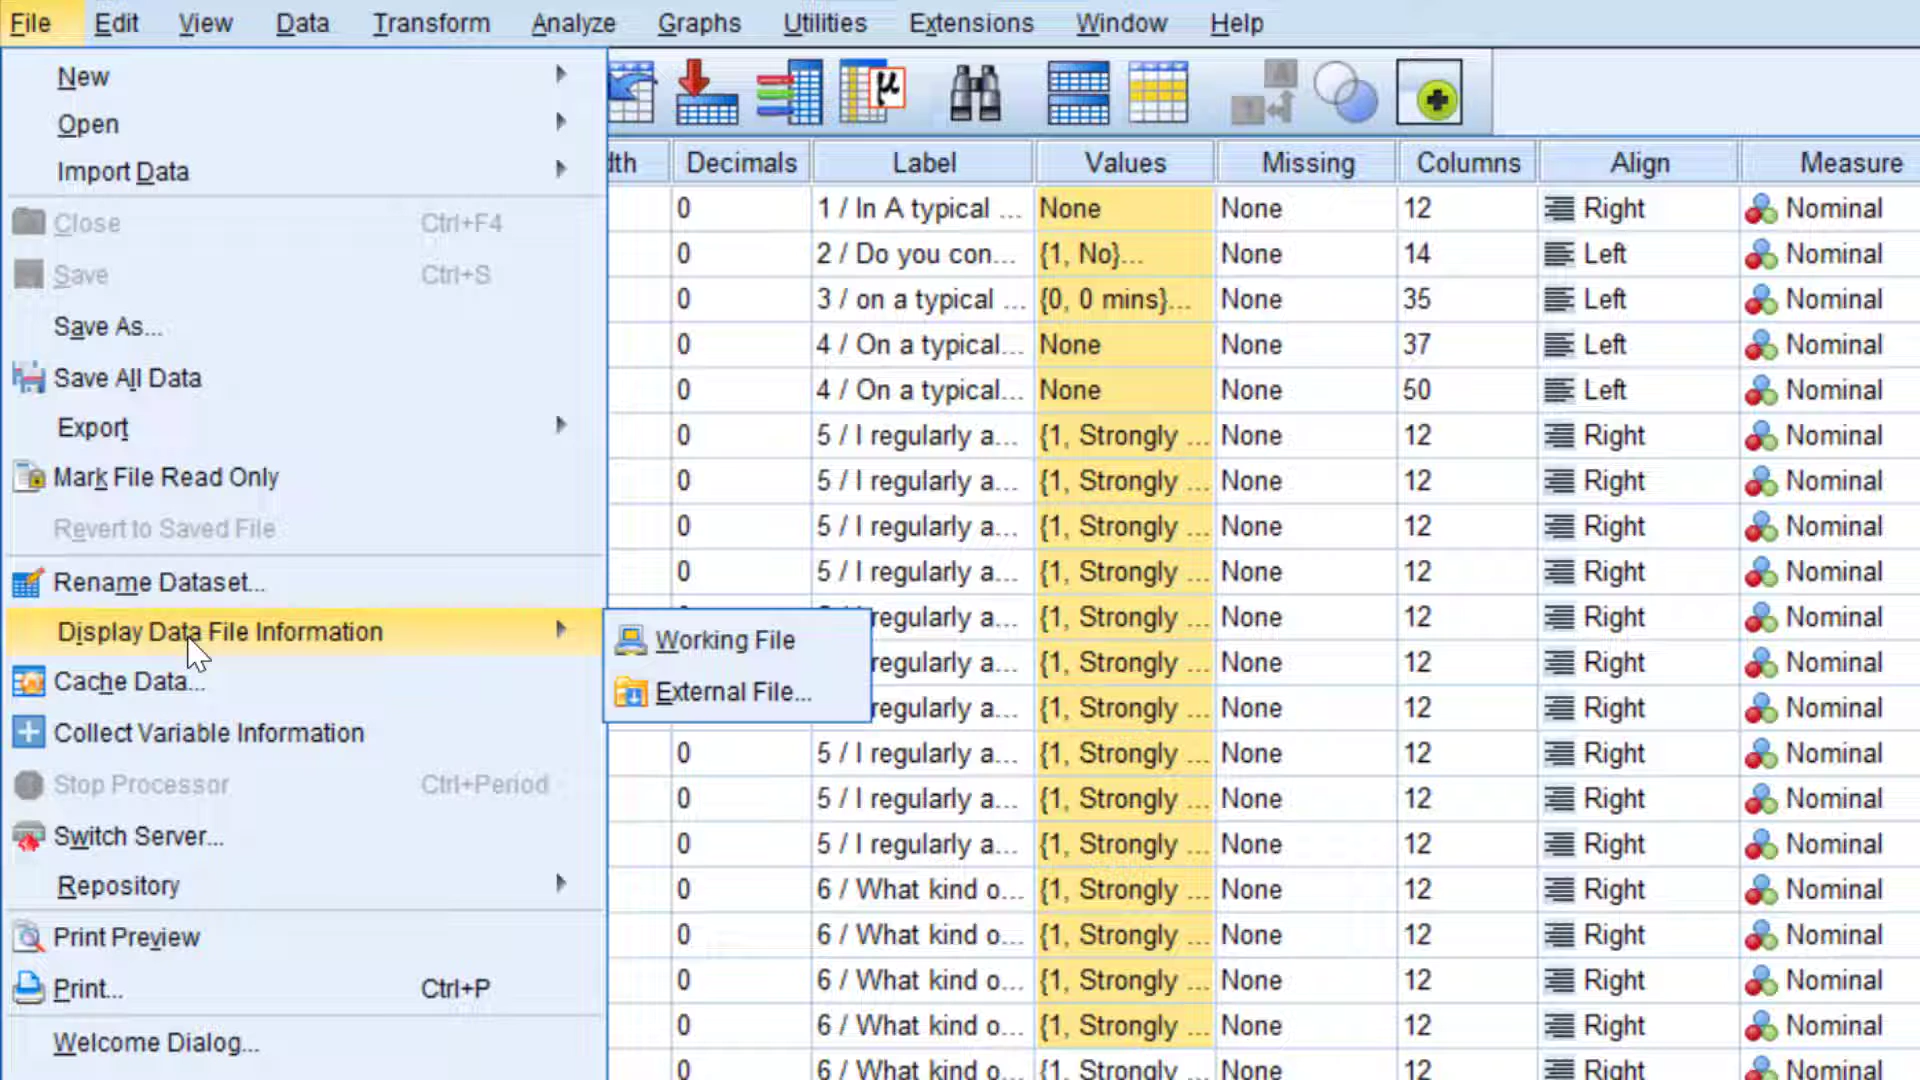 File Edit View Data Transform Analyze Graphs Utilities Extensions Window Help
New
Open
Import Data
Close Ctrl+F4
Save Ctrl+S
Save As...
Save All Data
Export
Mark File Read Only
Revert to Saved File
Rename Dataset...
Display Data File Information
Cache Data...
Collect Variable Information
Stop Processor Ctrl+Period
Switch Server...
Repository
Print Preview
Print... Ctrl+P
Welcome Dialog...
Working File
External File...
dth Decimals Label Values Missing Columns Align Measure
0 1 / In A typical ... None None 12 Right Nominal
0 2 / Do you con... {1, No}... None 14 Left Nominal
0 3 / on a typical ... {0, 0 mins}... None 35 Left Nominal
0 4 / On a typical... None None 37 Left Nominal
0 4 / On a typical... None None 50 Left Nominal
0 5 / I regularly a... {1, Strongly ... None 12 Right Nominal
0 5 / I regularly a... {1, Strongly ... None 12 Right Nominal
0 5 / I regularly a... {1, Strongly ... None 12 Right Nominal
0 5 / I regularly a... {1, Strongly ... None 12 Right Nominal
regularly a... {1, Strongly ... None 12 Right Nominal
regularly a... {1, Strongly ... None 12 Right Nominal
regularly a... {1, Strongly ... None 12 Right Nominal
0 5 / I regularly a... {1, Strongly ... None 12 Right Nominal
0 5 / I regularly a... {1, Strongly ... None 12 Right Nominal
0 5 / I regularly a... {1, Strongly ... None 12 Right Nominal
0 6 / What kind o... {1, Strongly ... None 12 Right Nominal
0 6 / What kind o... {1, Strongly ... None 12 Right Nominal
0 6 / What kind o... {1, Strongly ... None 12 Right Nominal
0 6 / What kind o... {1, Strongly ... None 12 Right Nominal
0 6 / What kind o... {1, Strongly ... None 12 Right Nominal